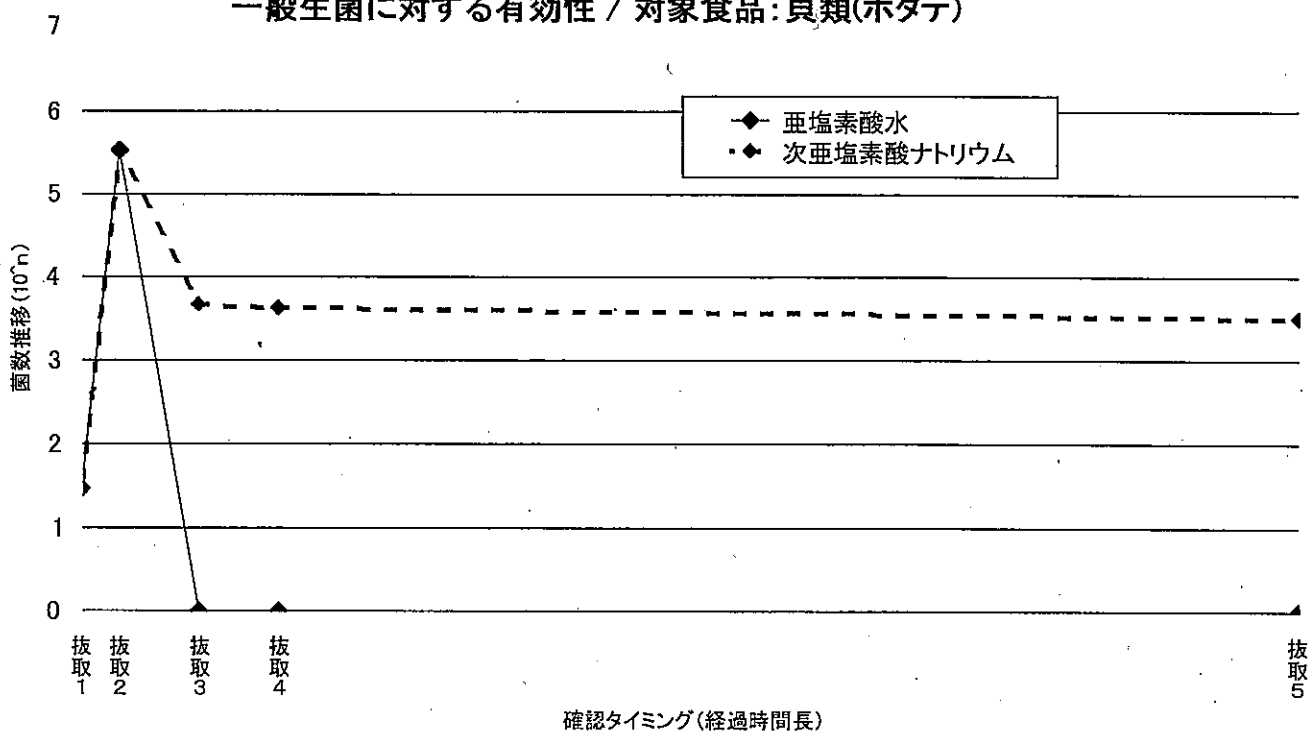 一般生菌に対する有効性 / 対象食品:貝類(ホタテ)
7
6
5
4
3
2
1
0
菌数推移(10^n)
亜塩素酸水
次亜塩素酸ナトリウム
抜取1
抜取2
抜取3
抜取4
抜取5
確認タイミング(経過時間長)